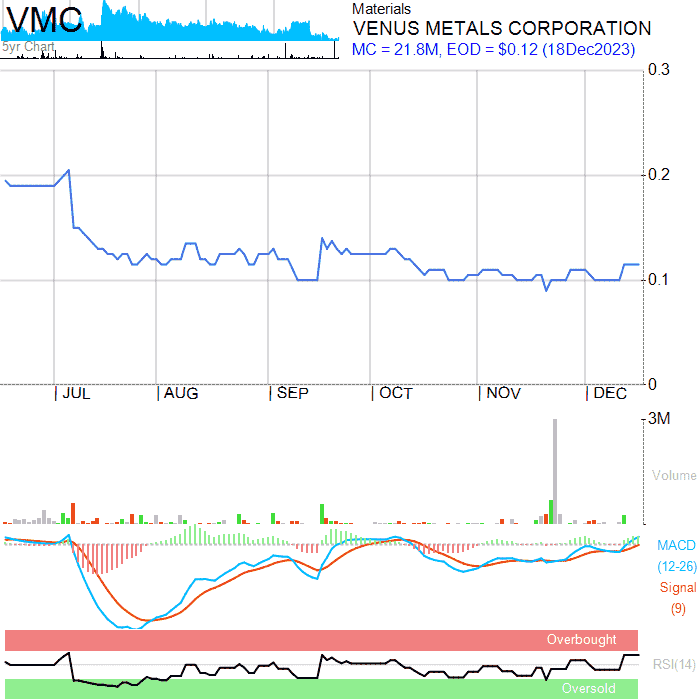 VMC
5yr Chart
Materials
VENUS METALS CORPORATION
MC = 21.8M, EOD = $0.12 (18Dec2023)
0.3
0.2
0.1
0
JUL AUG SEP OCT NOV DEC
3M
Volume
MACD
(12-26)
Signal
(9)
Overbought
RSI(14)
Oversold